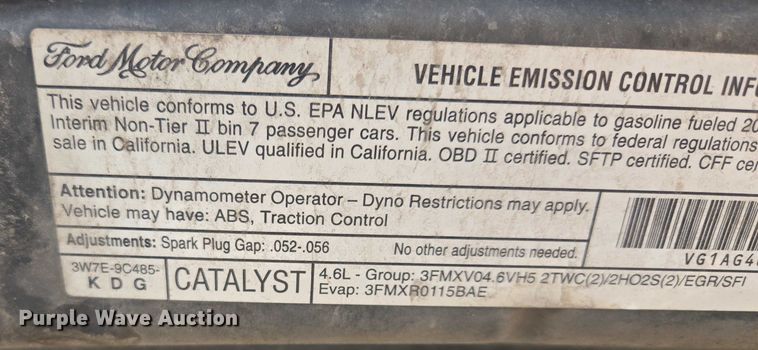 Ford Motor Company
VEHICLE EMISSION CONTROL
This vehicle conforms to U.S. EPA NLEV regulations applicable to gasoline fueled
Interim Non-Tier II bin 7 passenger cars. This vehicle conforms to federal regulations
sale in California. ULEV qualified in California. OBD II certified. SFTP certified. CFF
Attention: Dynamometer Operator – Dyno Restrictions may apply.
Vehicle may have: ABS, Traction Control
Adjustments: Spark Plug Gap: .052-.056 No other adjustments needed.
VG1AG4
3W7E-9C485-
K D G
CATALYST
4.6L - Group: 3FMXV04.6VH5 2TWC(2)/2HO2S(2)/EGR/SFI
Evap: 3FMXR0115BAE
Purple Wave Auction